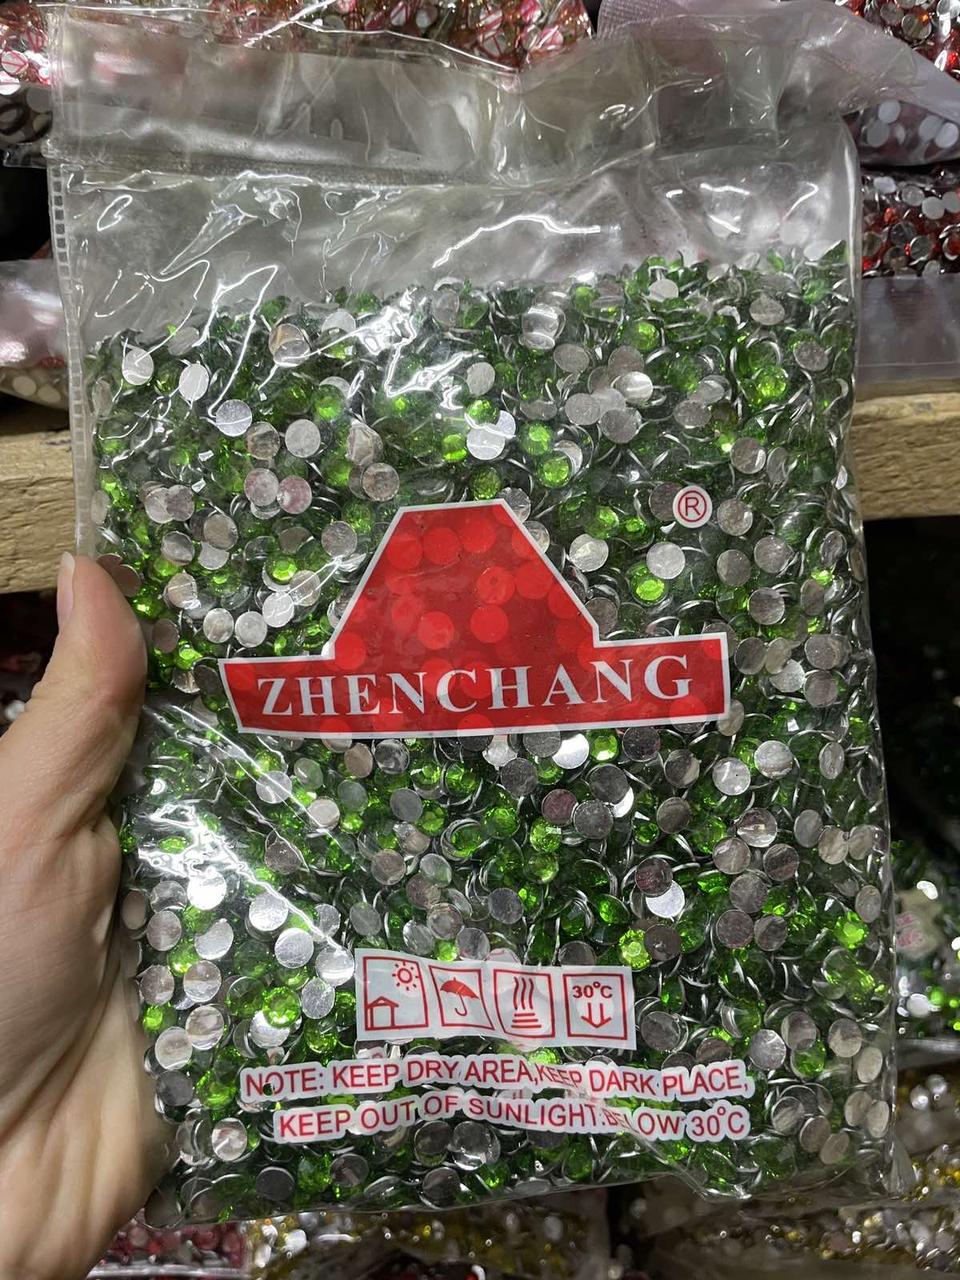 ®
ZHENCHANG
30°C
NOTE: KEEP DRY AREA,KEEP DARK PLACE,
KEEP OUT OF SUNLIGHT.BELOW 30°C